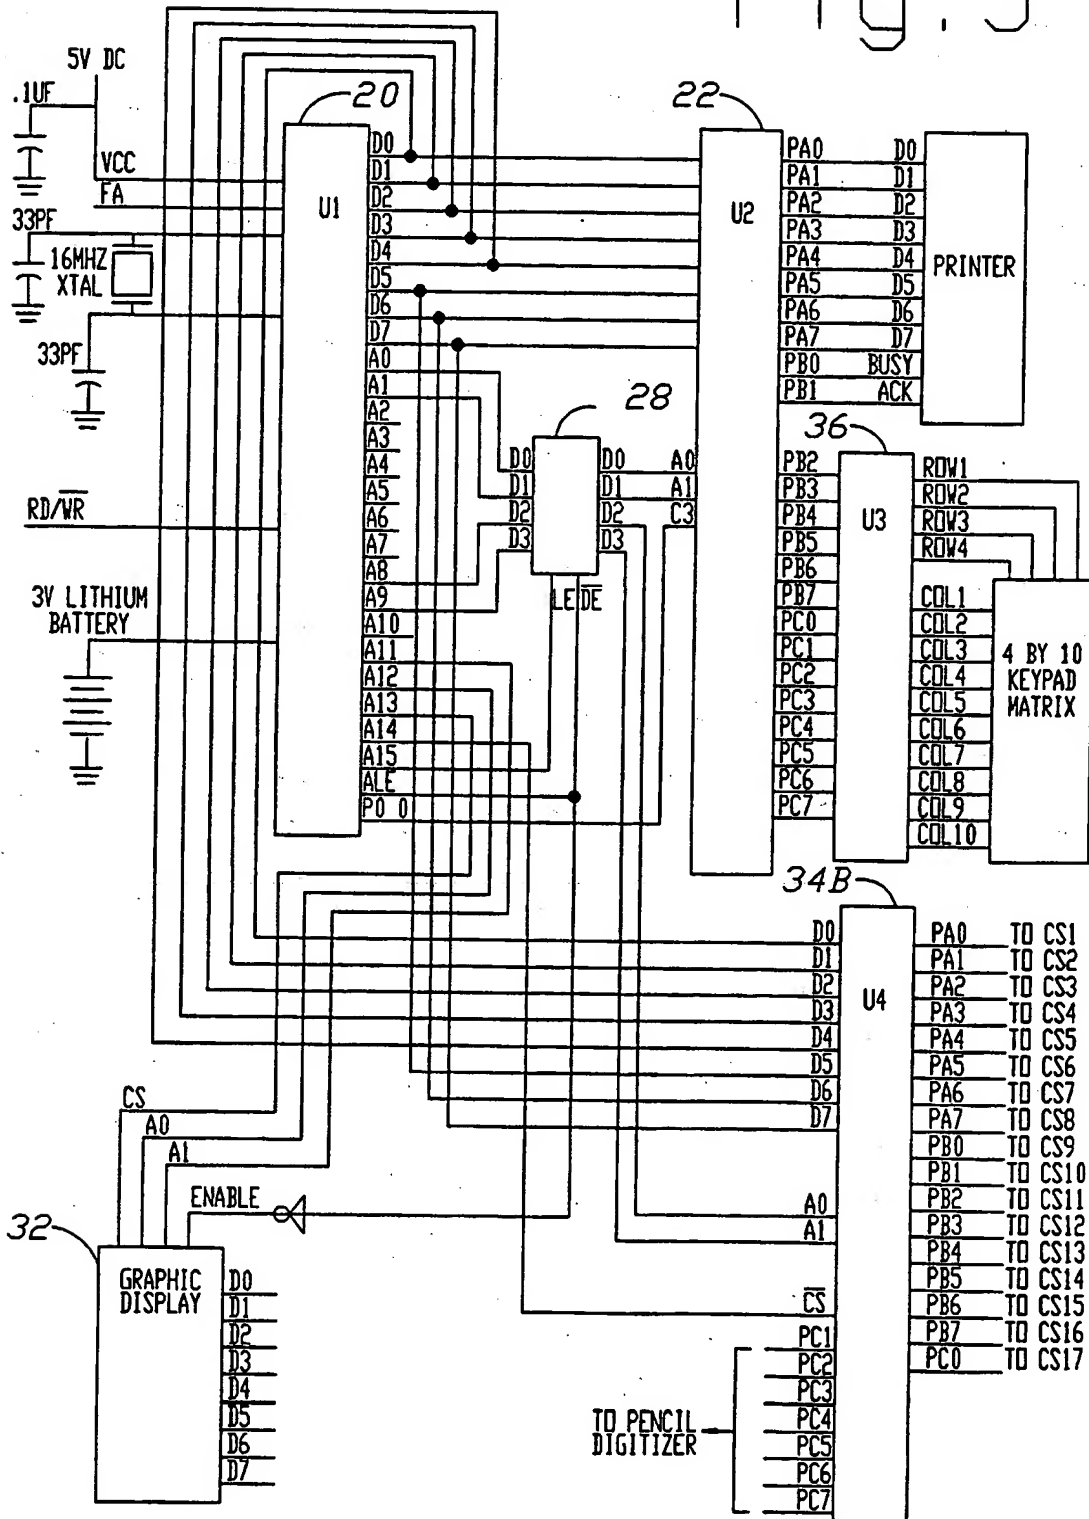 Fig. 3
5V DC
.1UF
VCC
FA
33PF
16MHZ
XTAL
33PF
RD/WR
3V LITHIUM
BATTERY
20
U1
D0
D1
D2
D3
D4
D5
D6
D7
A0
A1
A2
A3
A4
A5
A6
A7
A8
A9
A10
A11
A12
A13
A14
A15
ALE
P0 0
28
D0
D1
D2
D3
D0
D1
D2
D3
LE
DE
22
U2
A0
A1
C3
PA0
PA1
PA2
PA3
PA4
PA5
PA6
PA7
PB0
PB1
D0
D1
D2
D3
D4
D5
D6
D7
BUSY
ACK
PRINTER
PB2
PB3
PB4
PB5
PB6
PB7
PC0
PC1
PC2
PC3
PC4
PC5
PC6
PC7
36
U3
ROW1
ROW2
ROW3
ROW4
COL1
COL2
COL3
COL4
COL5
COL6
COL7
COL8
COL9
COL10
4 BY 10
KEYPAD
MATRIX
34B
U4
D0
D1
D2
D3
D4
D5
D6
D7
A0
A1
CS
PC1
PC2
PC3
PC4
PC5
PC6
PC7
TO PENCIL
DIGITIZER
PA0 TO CS1
PA1 TO CS2
PA2 TO CS3
PA3 TO CS4
PA4 TO CS5
PA5 TO CS6
PA6 TO CS7
PA7 TO CS8
PB0 TO CS9
PB1 TO CS10
PB2 TO CS11
PB3 TO CS12
PB4 TO CS13
PB5 TO CS14
PB6 TO CS15
PB7 TO CS16
PC0 TO CS17
CS
A0
A1
ENABLE
32
GRAPHIC
DISPLAY
D0
D1
D2
D3
D4
D5
D6
D7